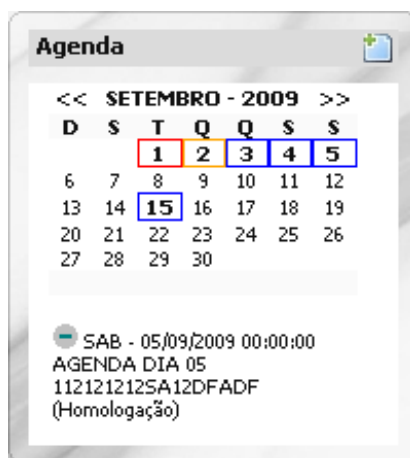 Agenda
<< SETEMBRO - 2009 >>
D S T Q Q S S
1 2 3 4 5
6 7 8 9 10 11 12
13 14 15 16 17 18 19
20 21 22 23 24 25 26
27 28 29 30
SAB - 05/09/2009 00:00:00
AGENDA DIA 05
112121212SA12DFADF
(Homologação)